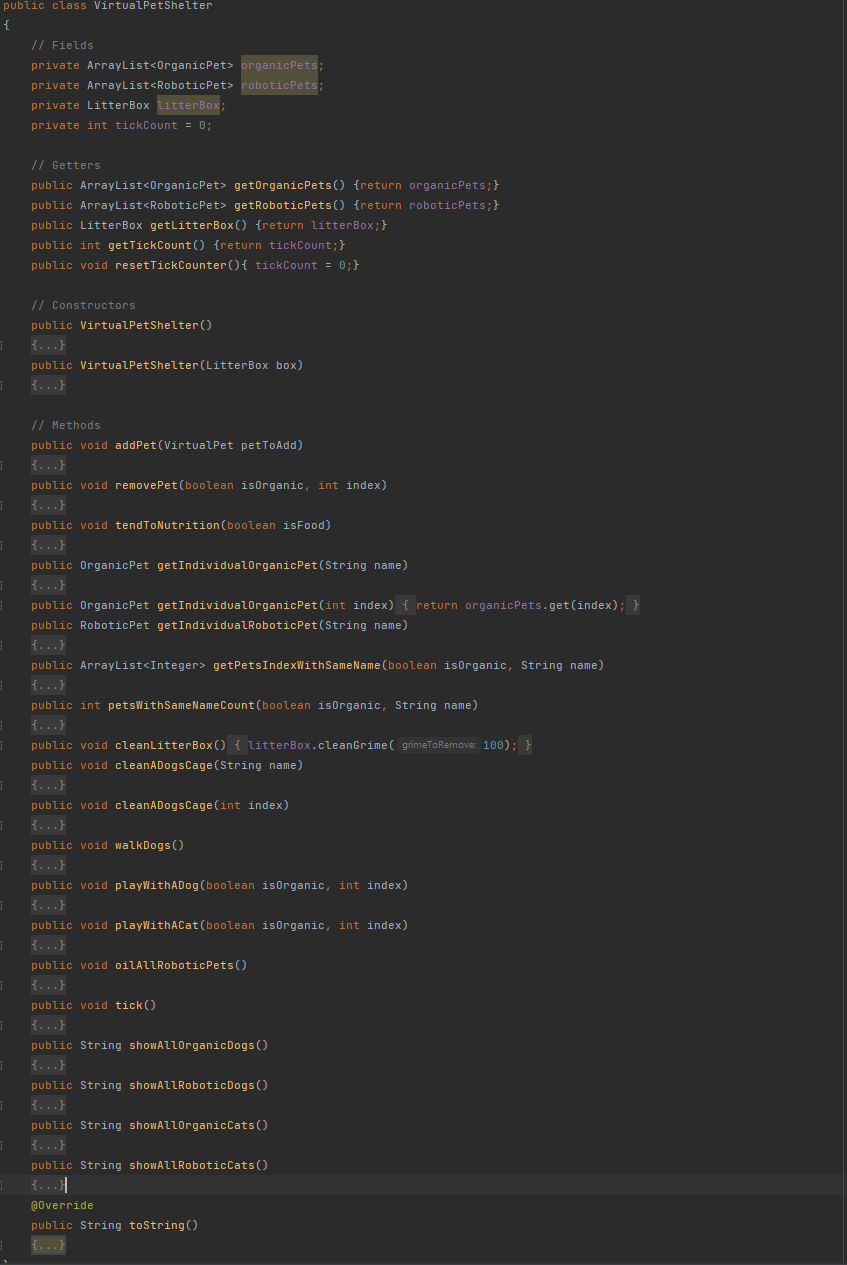 public class VirtualPetShelter
{
// Fields
private ArrayList<OrganicPet> organicPets;
private ArrayList<RoboticPet> roboticPets;
private LitterBox litterBox;
private int tickCount = 0;
// Getters
public ArrayList<OrganicPet> getOrganicPets() {return organicPets;}
public ArrayList<RoboticPet> getRoboticPets() {return roboticPets;}
public LitterBox getLitterBox() {return litterBox;}
public int getTickCount() {return tickCount;}
public void resetTickCounter(){ tickCount = 0;}
// Constructors
public VirtualPetShelter()
{...}
public VirtualPetShelter(LitterBox box)
{...}
// Methods
public void addPet(VirtualPet petToAdd)
{...}
public void removePet(boolean isOrganic, int index)
{...}
public void tendToNutrition(boolean isFood)
{...}
public OrganicPet getIndividualOrganicPet(String name)
{...}
public OrganicPet getIndividualOrganicPet(int index) { return organicPets.get(index); }
public RoboticPet getIndividualRoboticPet(String name)
{...}
public ArrayList<Integer> getPetsIndexWithSameName(boolean isOrganic, String name)
{...}
public int petsWithSameNameCount(boolean isOrganic, String name)
{...}
public void cleanLitterBox() { litterBox.cleanGrime( grimeToRemove: 100); }
public void cleanADogsCage(String name)
{...}
public void cleanADogsCage(int index)
{...}
public void walkDogs()
{...}
public void playWithADog(boolean isOrganic, int index)
{...}
public void playWithACat(boolean isOrganic, int index)
{...}
public void oilAllRoboticPets()
{...}
public void tick()
{...}
public String showAllOrganicDogs()
{...}
public String showAllRoboticDogs()
{...}
public String showAllOrganicCats()
{...}
public String showAllRoboticCats()
{...}
@Override
public String toString()
{...}